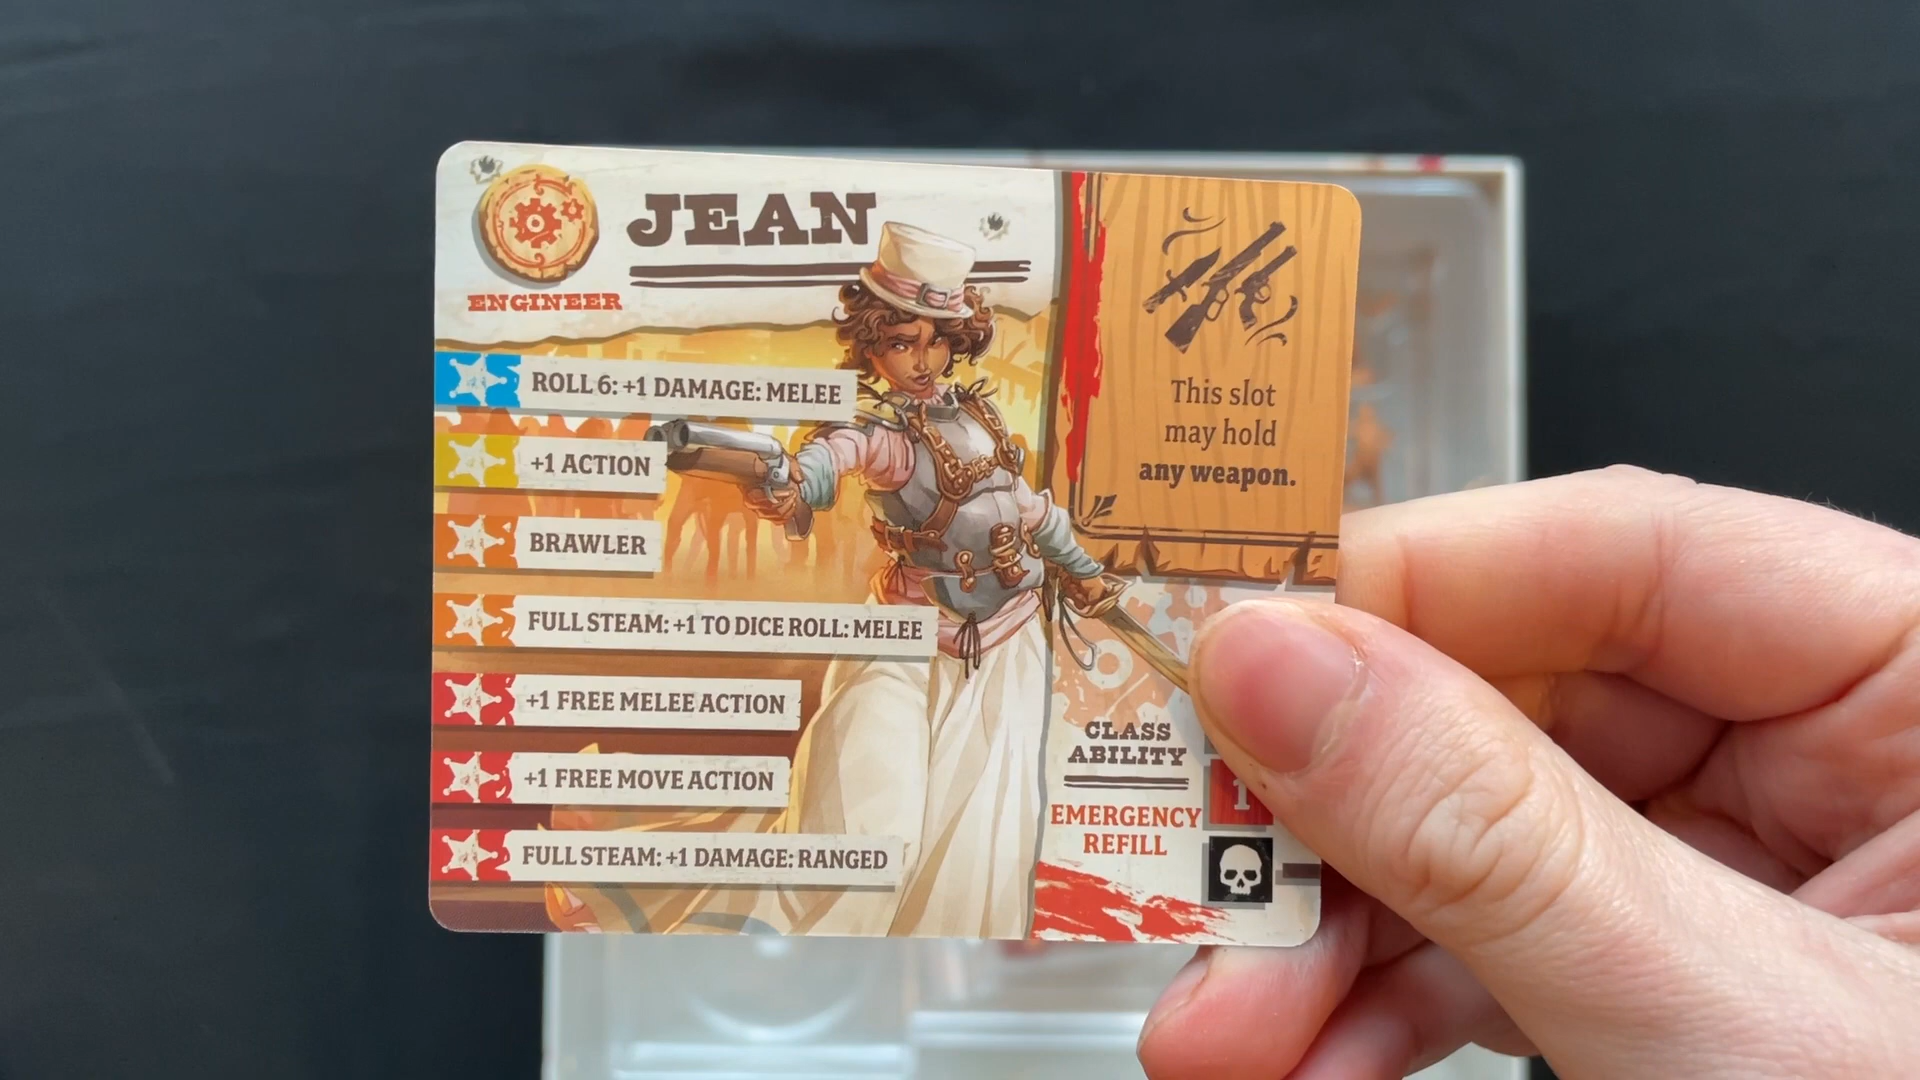 JEAN
ENGINEER
ROLL 6: +1 DAMAGE: MELEE
+1 ACTION
BRAWLER
FULL STEAM: +1 TO DICE ROLL: MELEE
+1 FREE MELEE ACTION
+1 FREE MOVE ACTION
FULL STEAM: +1 DAMAGE: RANGED
This slot
may hold
any weapon.
CLASS
ABILITY
EMERGENCY
REFILL
1